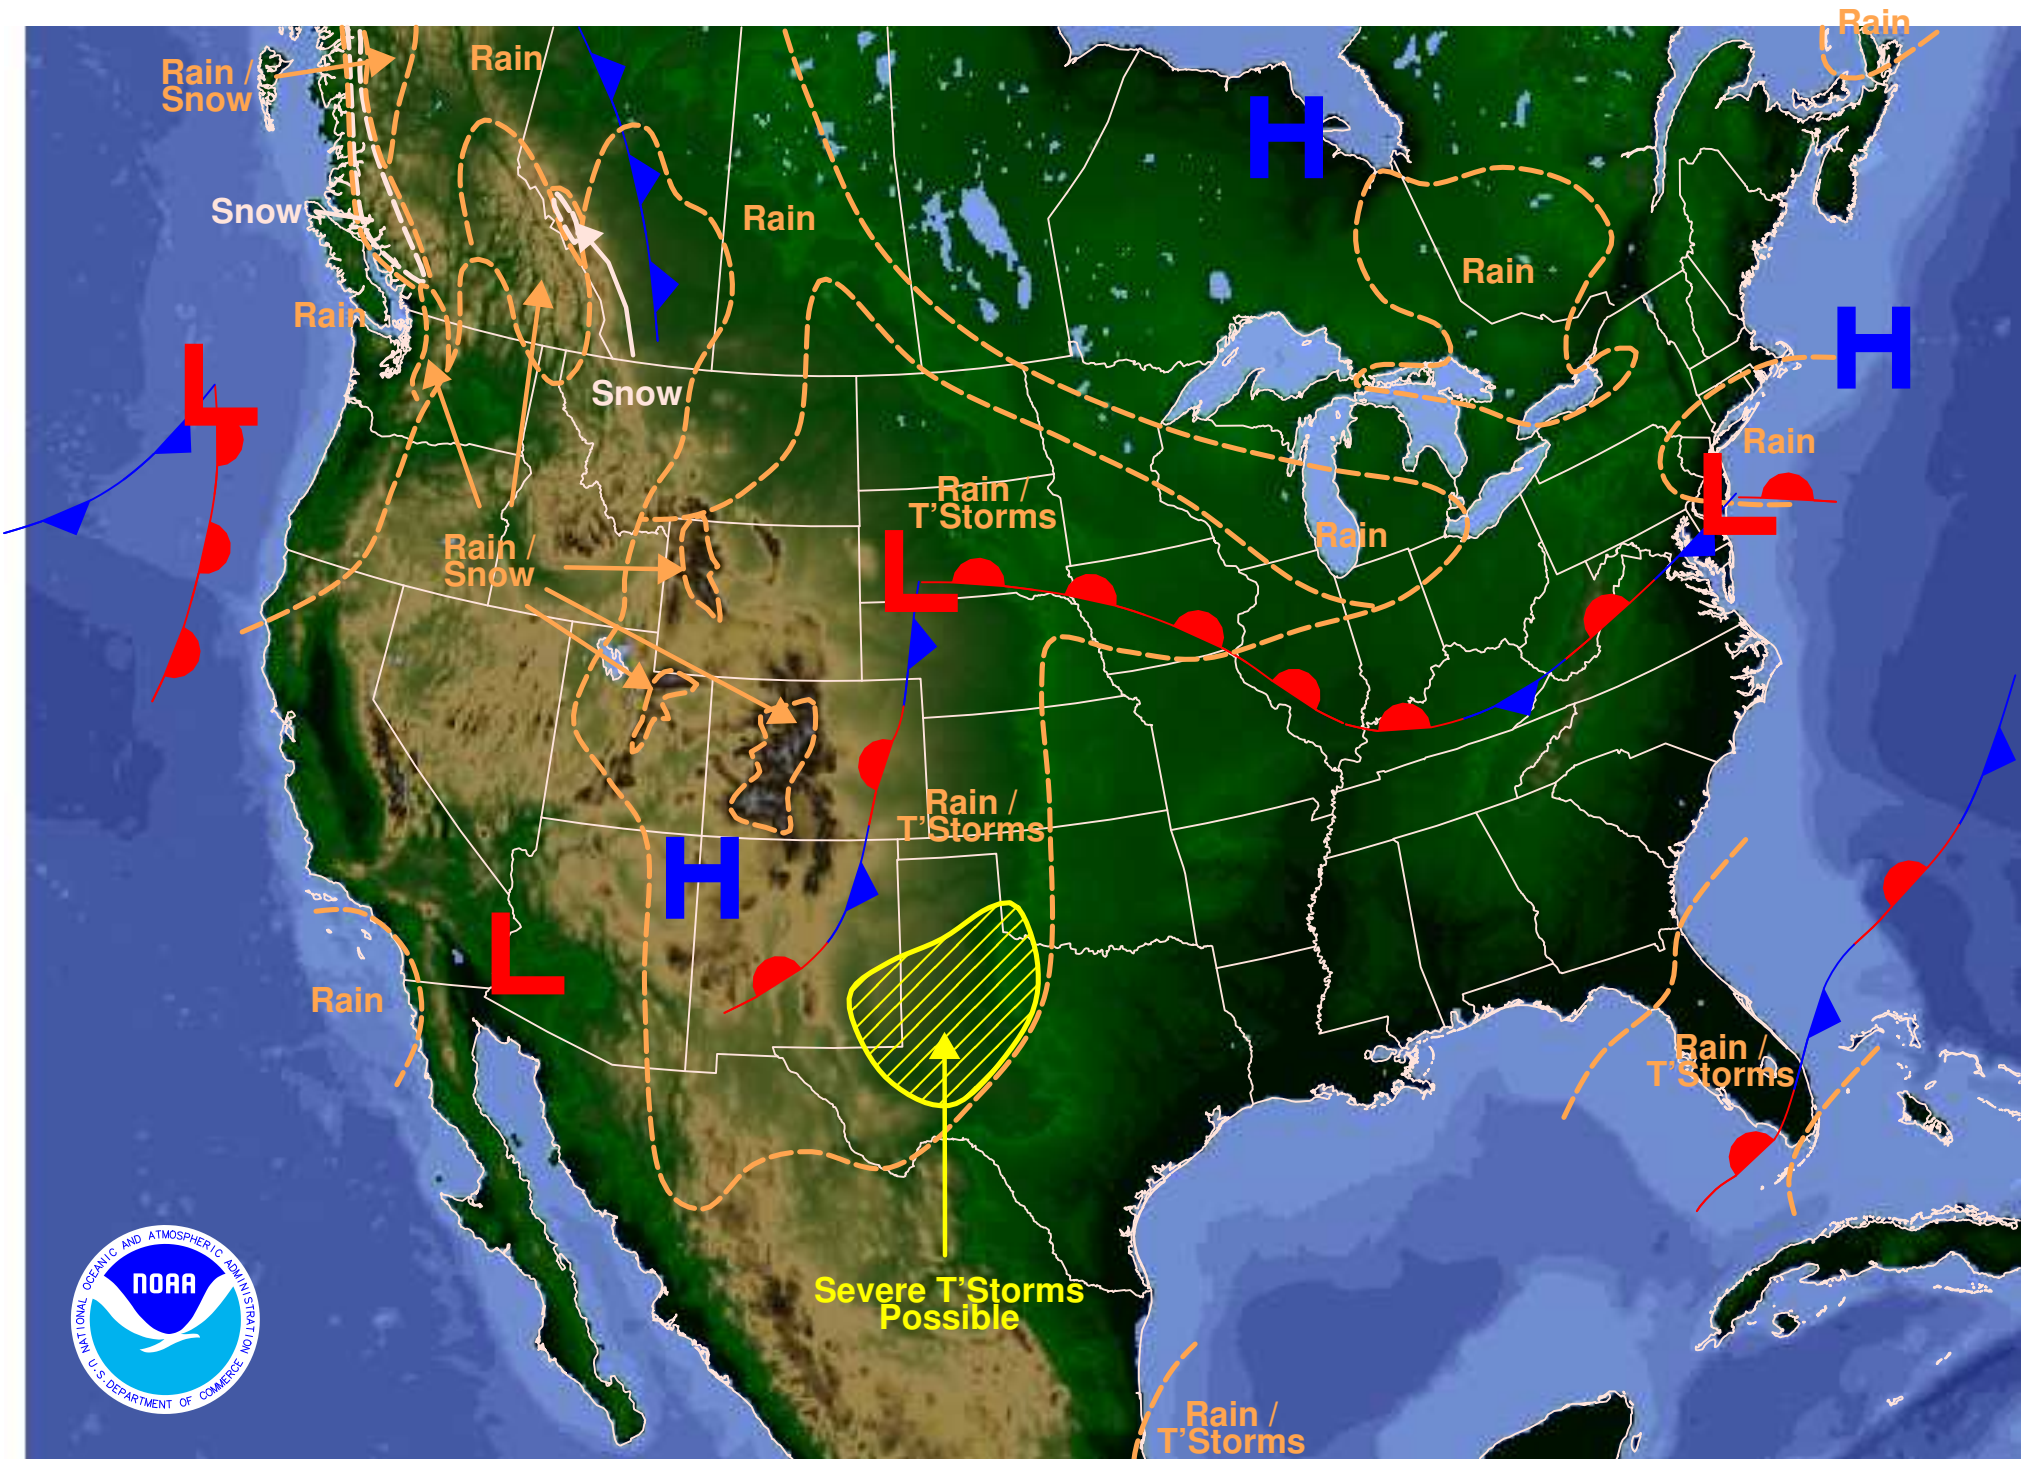 Rain
Rain /
Snow
Rain
H
Snow
Rain
Rain
Rain
H
L
Snow
Rain
L
Rain /
T'Storms
L
Rain
Rain /
Snow
Rain /
T'Storms
H
L
Rain
Rain /
T'Storms
NATIONAL OCEANIC AND ATMOSPHERIC ADMINISTRATION
NOAA
U.S. DEPARTMENT OF COMMERCE
Severe T'Storms
Possible
Rain /
T'Storms